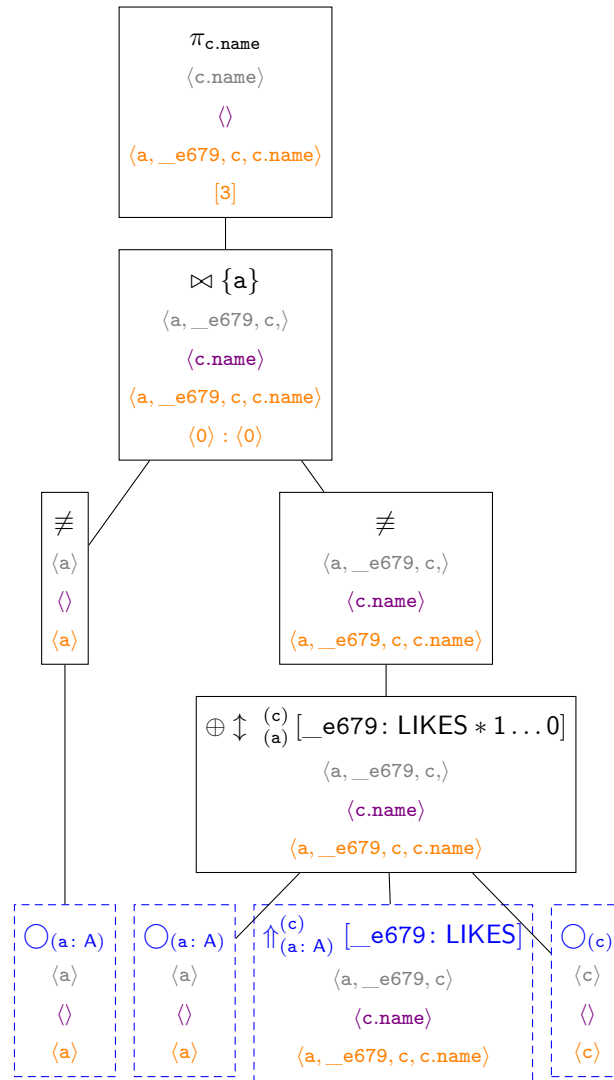 π c.name
⟨c.name⟩
⟨⟩
⟨a, __e679, c, c.name⟩
[3]
⋈ {a}
⟨a, __e679, c,⟩
⟨c.name⟩
⟨a, __e679, c, c.name⟩
⟨0⟩ : ⟨0⟩
≢
⟨a⟩
⟨⟩
⟨a⟩
≢
⟨a, __e679, c,⟩
⟨c.name⟩
⟨a, __e679, c, c.name⟩
⊕ ↕ (c) (a) [__e679: LIKES * 1 … 0]
⟨a, __e679, c,⟩
⟨c.name⟩
⟨a, __e679, c, c.name⟩
◯(a: A)
⟨a⟩
⟨⟩
⟨a⟩
◯(a: A)
⟨a⟩
⟨⟩
⟨a⟩
⇑ (c) (a: A) [__e679: LIKES]
⟨a, __e679, c⟩
⟨c.name⟩
⟨a, __e679, c, c.name⟩
◯(c)
⟨c⟩
⟨⟩
⟨c⟩